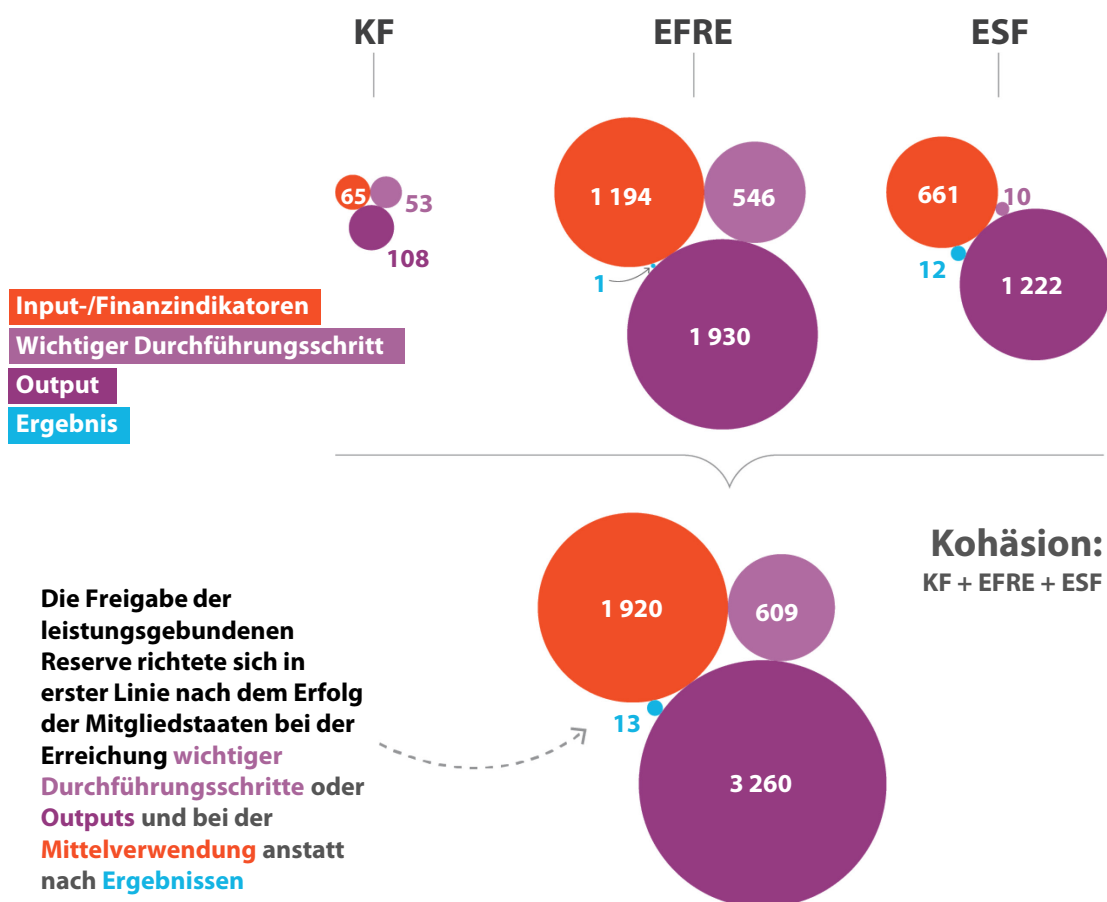 KF
EFRE
ESF
65
53
108
1 194
546
1
1 930
661
10
12
1 222
Input-/Finanzindikatoren
Wichtiger Durchführungsschritt
Output
Ergebnis
Kohäsion:
KF + EFRE + ESF
1 920
609
13
3 260
Die Freigabe der
leistungsgebundenen
Reserve richtete sich in
erster Linie nach dem Erfolg
der Mitgliedstaaten bei der
Erreichung wichtiger
Durchführungsschritte oder
Outputs und bei der
Mittelverwendung anstatt
nach Ergebnissen